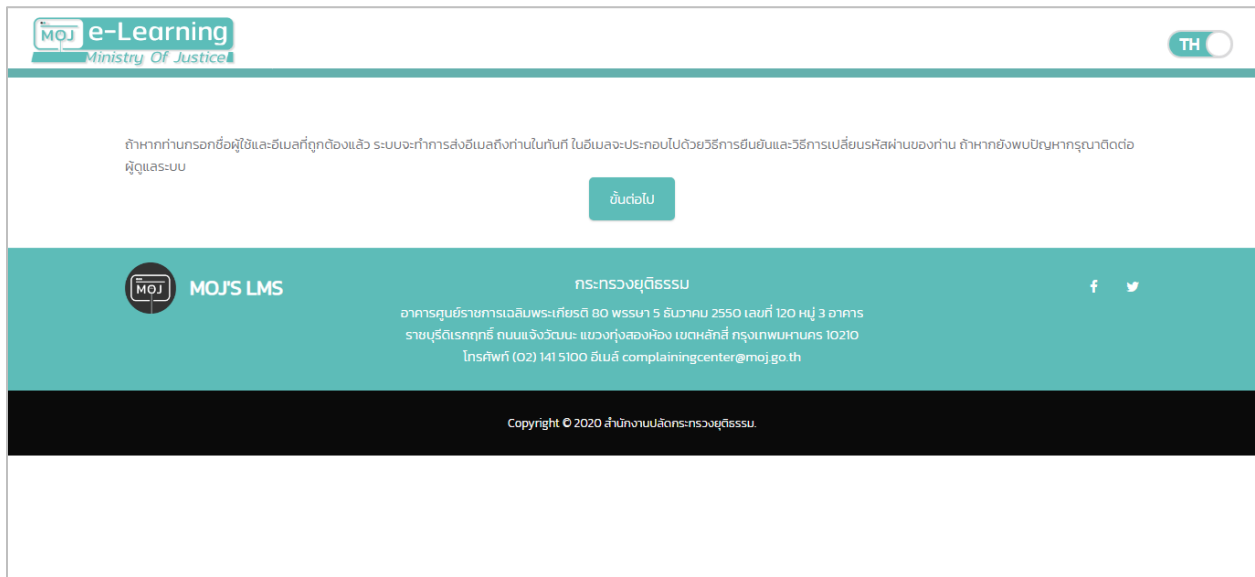 MOJ e-Learning
Ministry Of Justice
TH
ถ้าหากท่านกรอกชื่อผู้ใช้และอีเมลที่ถูกต้องแล้ว ระบบจะทำการส่งอีเมลถึงท่านในทันที ในอีเมลจะประกอบไปด้วยวิธีการยืนยันและวิธีการเปลี่ยนรหัสผ่านของท่าน ถ้าหากยังพบปัญหากรุณาติดต่อ
ผู้ดูแลระบบ
ขั้นต่อไป
MOJ
MOJ'S LMS
กระทรวงยุติธรรม
อาคารศูนย์ราชการเฉลิมพระเกียรติ 80 พรรษา 5 ธันวาคม 2550 เลขที่ 120 หมู่ 3 อาคาร
ราชบุรีดิเรกฤทธิ์ ถนนแจ้งวัฒนะ แขวงทุ่งสองห้อง เขตหลักสี่ กรุงเทพมหานคร 10210
โทรศัพท์ (02) 141 5100 อีเมล์ complainingcenter@moj.go.th
Copyright © 2020 สำนักงานปลัดกระทรวงยุติธรรม.